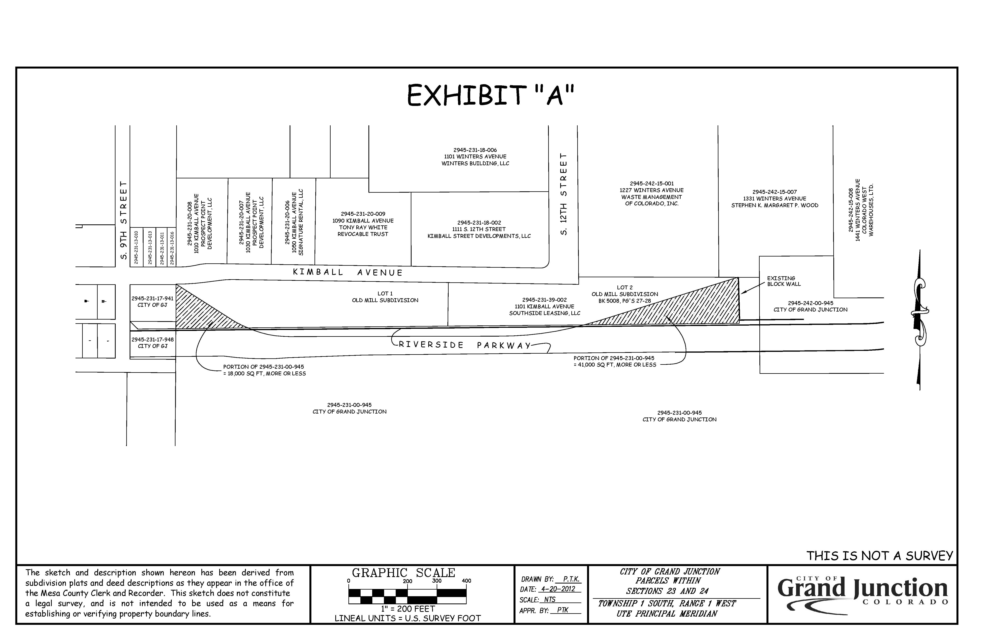 EXHIBIT "A"
2945-231-18-006
1101 WINTERS AVENUE
WINTERS BUILDING, LLC
S. 9TH STREET
2945-231-13-010
2945-231-13-013
2945-231-13-011
2945-231-13-016
2945-231-20-008
1010 KIMBALL AVENUE
PROSPECT POINT
DEVELOPMENT, LLC
2945-231-20-007
1030 KIMBALL AVENUE
PROSPECT POINT
DEVELOPMENT, LLC
2945-231-20-006
1050 KIMBALL AVENUE
SIGNATURE RENTAL, LLC
2945-231-20-009
1090 KIMBALL AVENUE
TONY RAY WHITE
REVOCABLE TRUST
2945-231-18-002
1111 S. 12TH STREET
KIMBALL STREET DEVELOPMENTS, LLC
S. 12TH STREET
2945-242-15-001
1227 WINTERS AVENUE
WASTE MANAGEMENT
OF COLORADO, INC.
2945-242-15-007
1331 WINTERS AVENUE
STEPHEN K. MARGARET P. WOOD
2945-242-15-008
1441 WINTERS AVENUE
COLORADO WEST
WAREHOUSES, LTD.
KIMBALL AVENUE
2945-231-17-941
CITY OF GJ
LOT 1
OLD MILL SUBDIVISION
2945-231-39-002
1101 KIMBALL AVENUE
SOUTHSIDE LEASING, LLC
LOT 2
OLD MILL SUBDIVISION
BK 5008, PG'S 27-28
EXISTING
BLOCK WALL
2945-242-00-945
CITY OF GRAND JUNCTION
2945-231-17-948
CITY OF GJ
RIVERSIDE PARKWAY
PORTION OF 2945-231-00-945
= 18,000 SQ FT, MORE OR LESS
PORTION OF 2945-231-00-945
= 41,000 SQ FT, MORE OR LESS
2945-231-00-945
CITY OF GRAND JUNCTION
2945-231-00-945
CITY OF GRAND JUNCTION
THIS IS NOT A SURVEY
The sketch and description shown hereon has been derived from
subdivision plats and deed descriptions as they appear in the office of
the Mesa County Clerk and Recorder. This sketch does not constitute
a legal survey, and is not intended to be used as a means for
establishing or verifying property boundary lines.
GRAPHIC SCALE
0 200 300 400
1" = 200 FEET
LINEAL UNITS = U.S. SURVEY FOOT
DRAWN BY: P.T.K.
DATE: 4-20-2012
SCALE: NTS
APPR. BY: PTK
CITY OF GRAND JUNCTION
PARCELS WITHIN
SECTIONS 23 AND 24
TOWNSHIP 1 SOUTH, RANGE 1 WEST
UTE PRINCIPAL MERIDIAN
CITY OF
Grand Junction
COLORADO